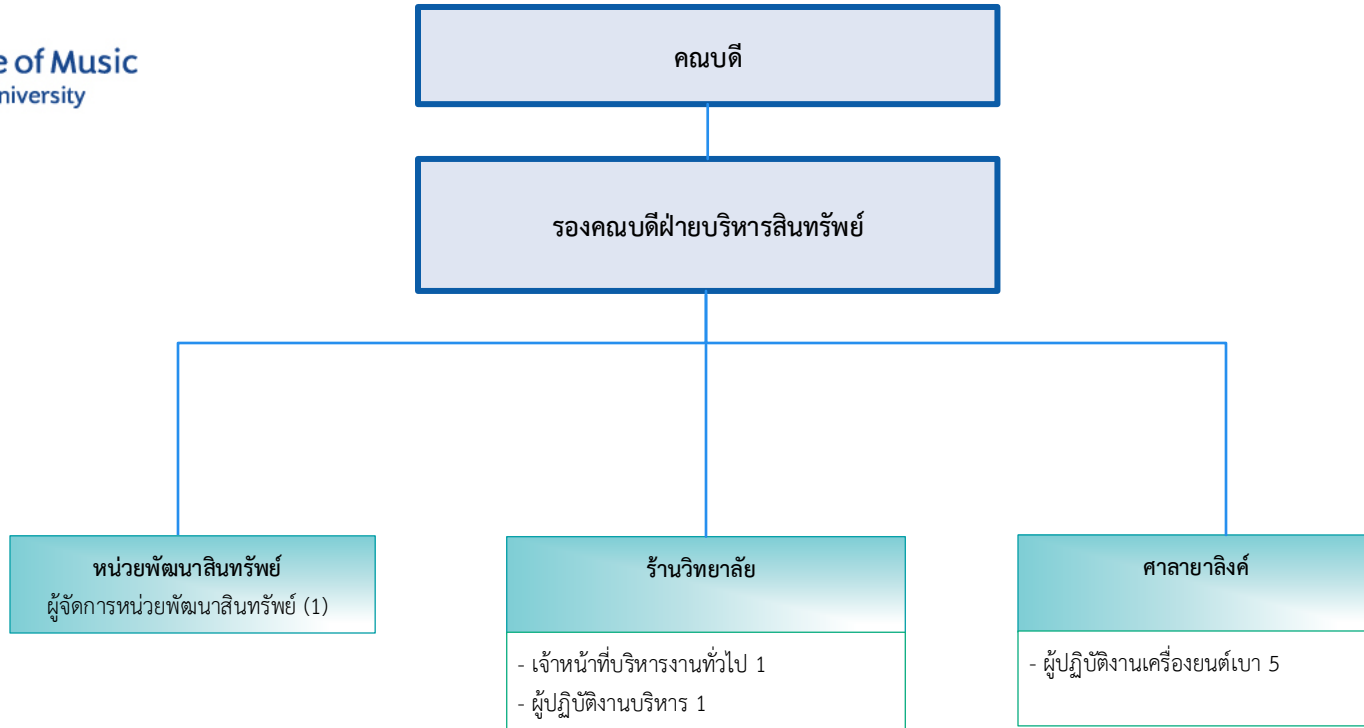 of Music
คณบดี
รองคณบดีฝ่ายบริหารสินทรัพย์
หน่วยพัฒนาสินทรัพย์
ผู้จัดการหน่วยพัฒนาสินทรัพย์ (1)
ร้านวิทยาลัย
- เจ้าหน้าที่บริหารงานทั่วไป 1
- ผู้ปฏิบัติงานบริหาร 1
ศาลายาลิงค์
- ผู้ปฏิบัติงานเครื่องยนต์เบา 5